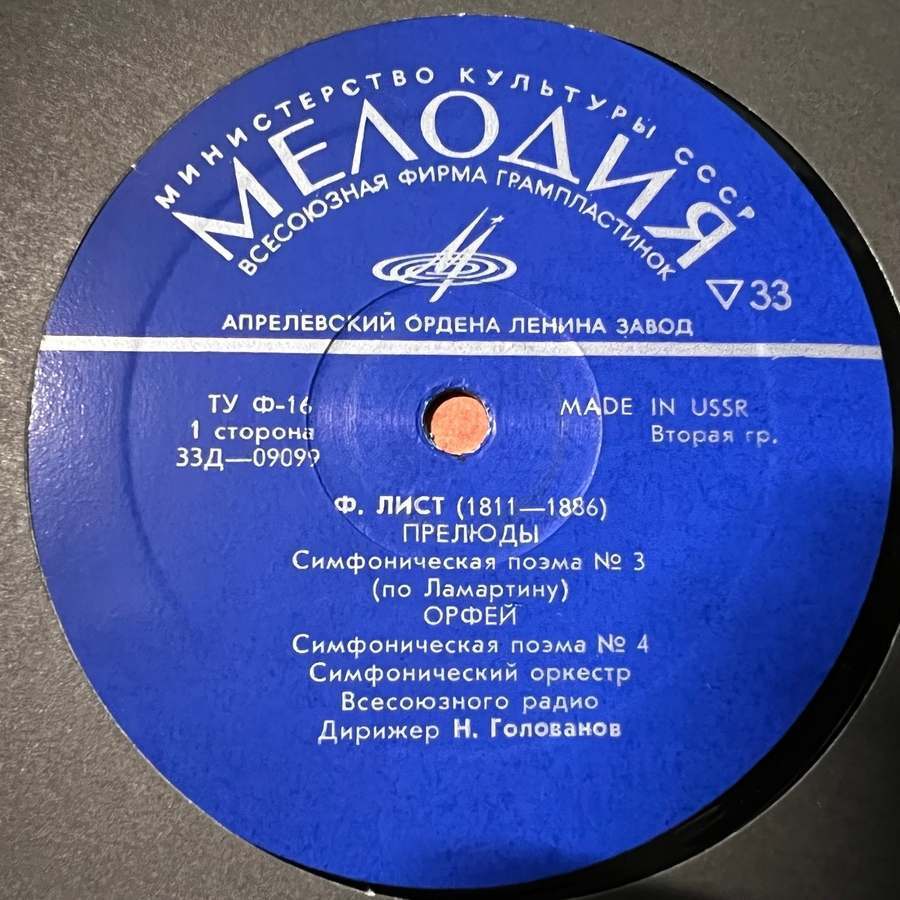 МИНИСТЕРСТВО КУЛЬТУРЫ СССР
МЕЛОДИЯ
ВСЕСОЮЗНАЯ ФИРМА ГРАМПЛАСТИНОК
▽33
АПРЕЛЕВСКИЙ ОРДЕНА ЛЕНИНА ЗАВОД
ТУ Ф-16
1 сторона
33Д—09099
MADE IN USSR
Вторая гр.
Ф. ЛИСТ (1811—1886)
ПРЕЛЮДЫ
Симфоническая поэма № 3
(по Ламартину)
ОРФЕЙ
Симфоническая поэма № 4
Симфонический оркестр
Всесоюзного радио
Дирижер Н. Голованов